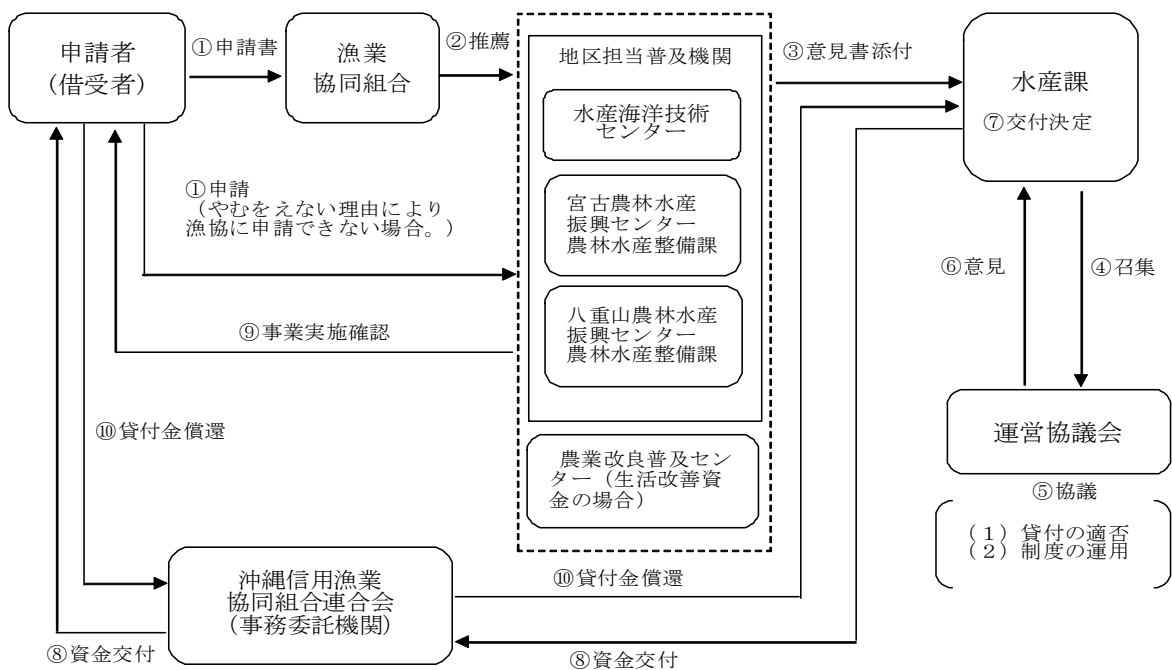 申請者
(借受者)
①申請書
漁業
協同組合
②推薦
地区担当普及機関
水産海洋技術
センター
宮古農林水産
振興センター
農林水産整備課
八重山農林水産
振興センター
農林水産整備課
農業改良普及セン
ター（生活改善資
金の場合）
③意見書添付
水産課
⑦交付決定
①申請
（やむをえない理由により
漁協に申請できない場合。）
⑨事業実施確認
⑥意見
④召集
運営協議会
⑤協議
（１）貸付の適否
（２）制度の運用
⑩貸付金償還
沖縄信用漁業
協同組合連合会
(事務委託機関)
⑩貸付金償還
⑧資金交付
⑧資金交付